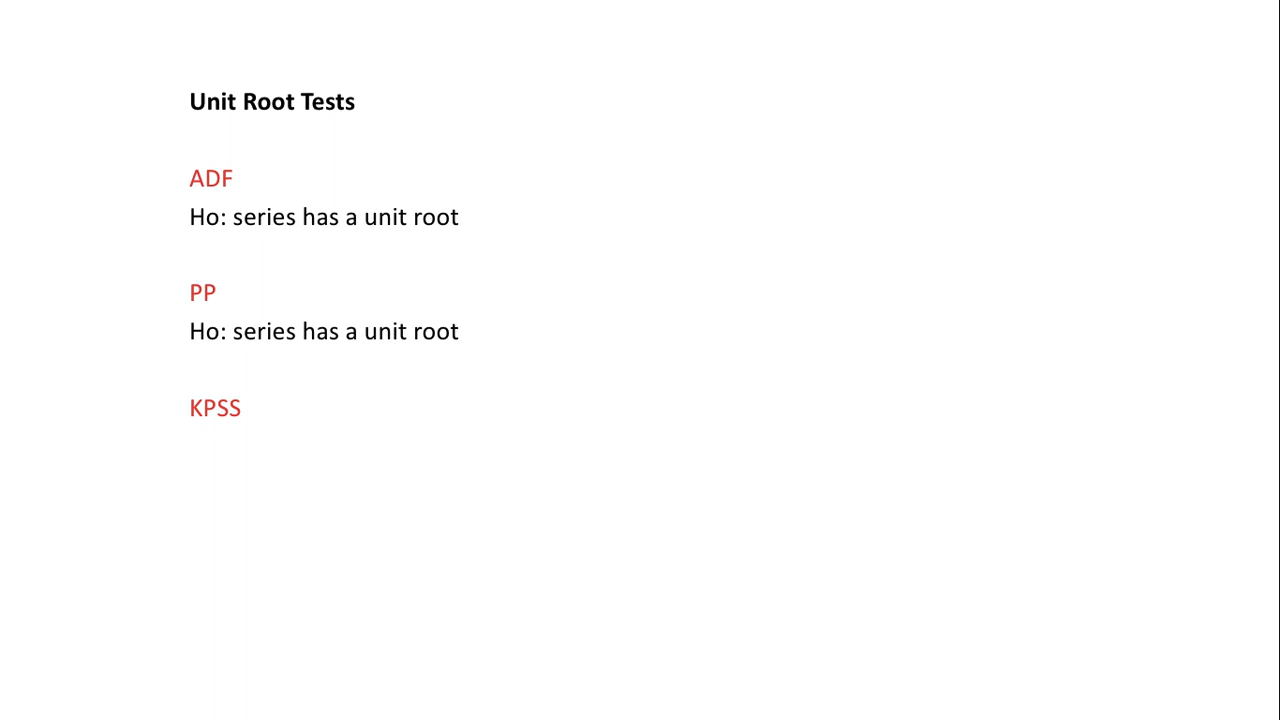 Unit Root Tests
ADF
Ho: series has a unit root
PP
Ho: series has a unit root
KPSS